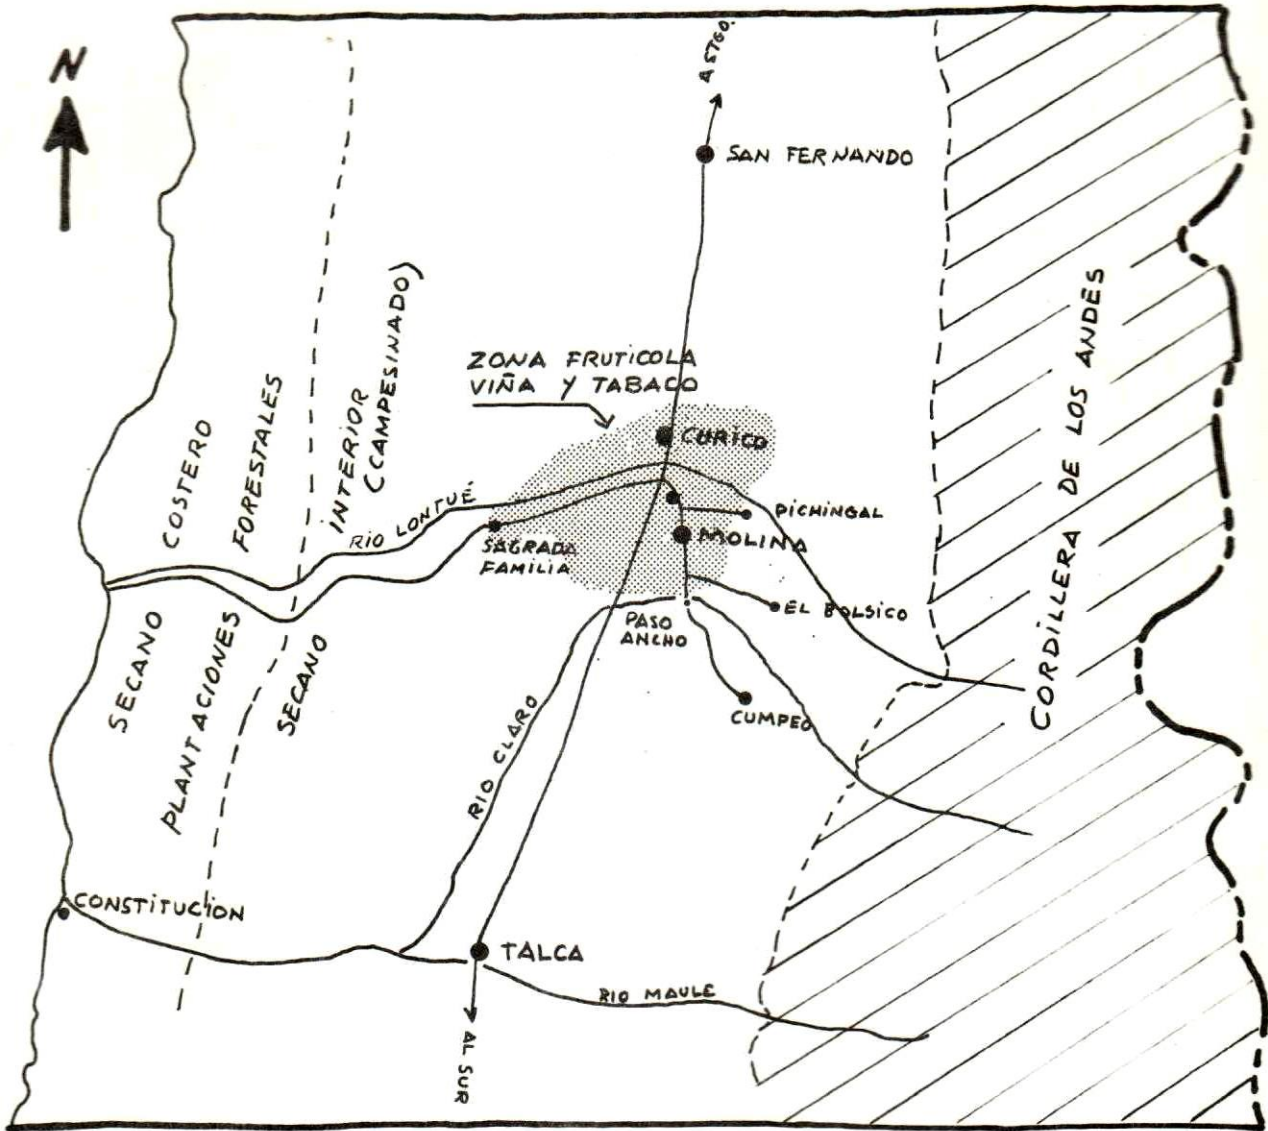 N
A STGO.
SAN FERNANDO
ZONA FRUTICOLA
VIÑA Y TABACO
CURICO
COSTERO
FORESTALES
INTERIOR
(CAMPESINADO)
RIO LONTUÉ
SAGRADA
FAMILIA
PICHINGAL
MOLINA
EL BOLSICO
PASO
ANCHO
CUMPEO
CORDILLERA DE LOS ANDES
SECANO
PLANTACIONES
SECANO
RIO CLARO
CONSTITUCION
TALCA
RIO MAULE
AL SUR